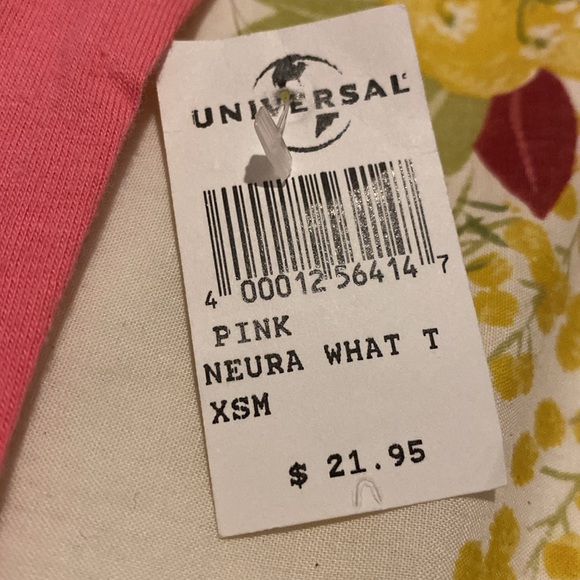 UNIVERSAL
4 00012 56414 7
PINK
NEURA WHAT T
XSM
$ 21.95